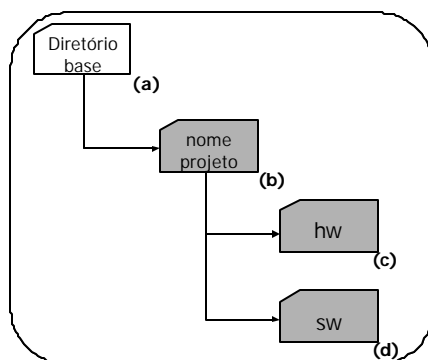 Diretório
base
(a)
nome
projeto
(b)
hw
(c)
sw
(d)